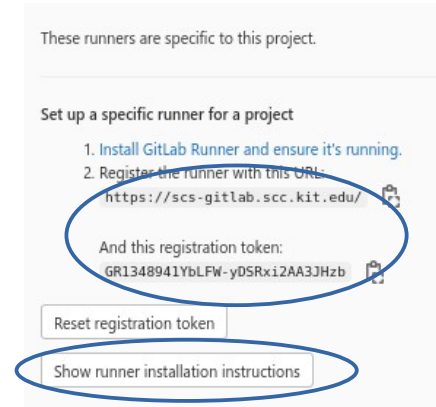 These runners are specific to this project.
Set up a specific runner for a project
1. Install GitLab Runner and ensure it's running.
2. Register the runner with this URL:
https://scs-gitlab.scc.kit.edu/
And this registration token:
GR1348941YbLFW-yDSRxi2AA3JHzb
Reset registration token
Show runner installation instructions